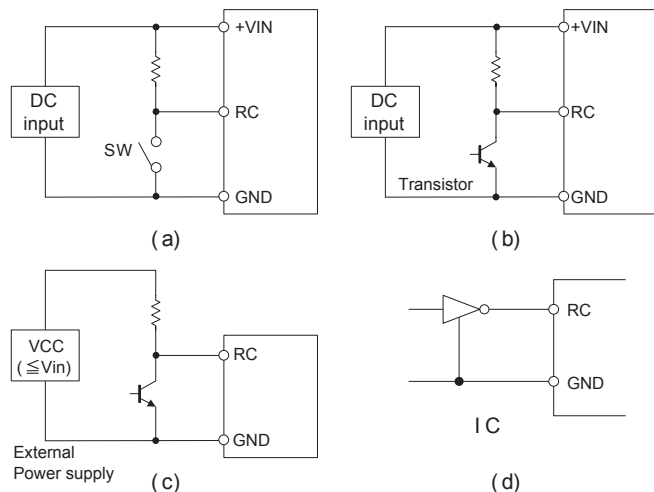 +VIN
DC
input
RC
SW
GND
(a)
+VIN
DC
input
RC
Transistor
GND
(b)
VCC
(≦Vin)
RC
GND
External
Power supply
(c)
RC
GND
IC
(d)